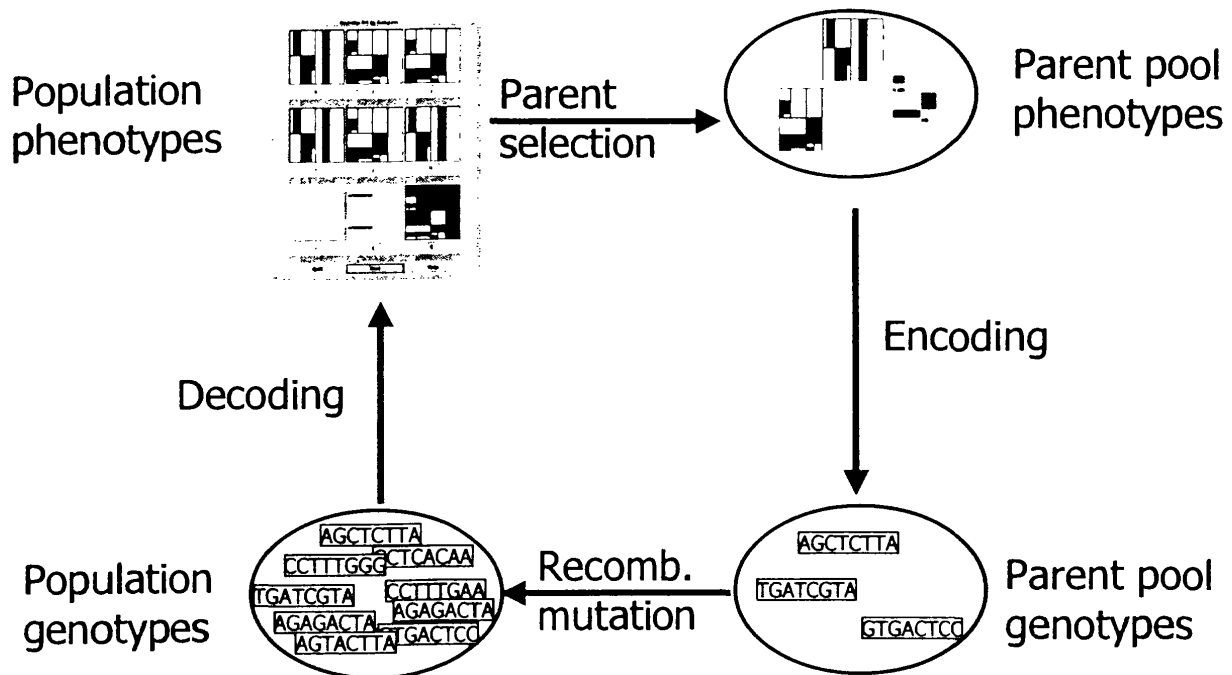 Population
phenotypes
Parent
selection
Parent pool
phenotypes
Decoding
Encoding
Population
genotypes
AGCTCTTA
CTCACAA
CCTTTGGG
CCTTTGAA
TGATCGTA
AGAGACTA
AGAGACTA
TGACTCC
AGTACTTA
Recomb.
mutation
AGCTCTTA
TGATCGTA
GTGACTCC
Parent pool
genotypes